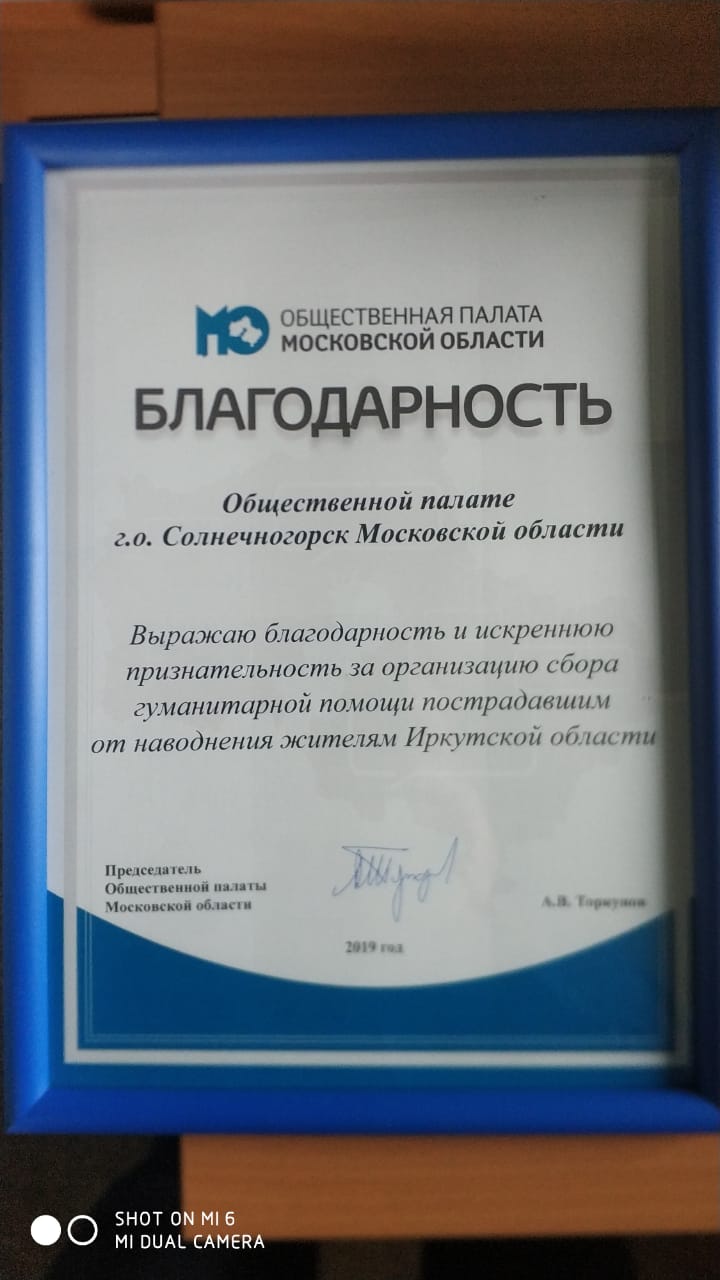 МО
ОБЩЕСТВЕННАЯ ПАЛАТА
МОСКОВСКОЙ ОБЛАСТИ
БЛАГОДАРНОСТЬ
Общественной палате
г.о. Солнечногорск Московской области
Выражаю благодарность и искреннюю
признательность за организацию сбора
гуманитарной помощи пострадавшим
от наводнения жителям Иркутской области
Председатель
Общественной палаты
Московской области
А.В. Торкунов
2019 год
SHOT ON MI 6
MI DUAL CAMERA